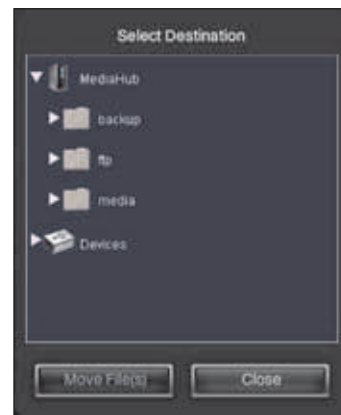 Select Destination
MediaHub
backup
ftp
media
Devices
Move File(s)
Close